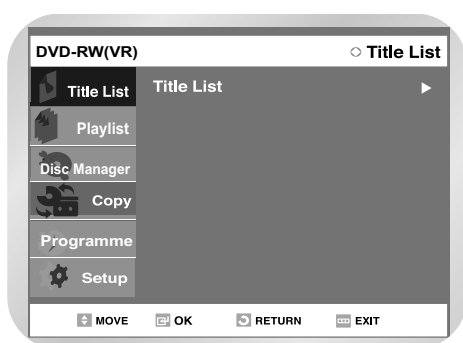 DVD-RW(VR) Title List
Title List Title List
Playlist
Disc Manager
Copy
Programme
Setup
MOVE OK RETURN EXIT